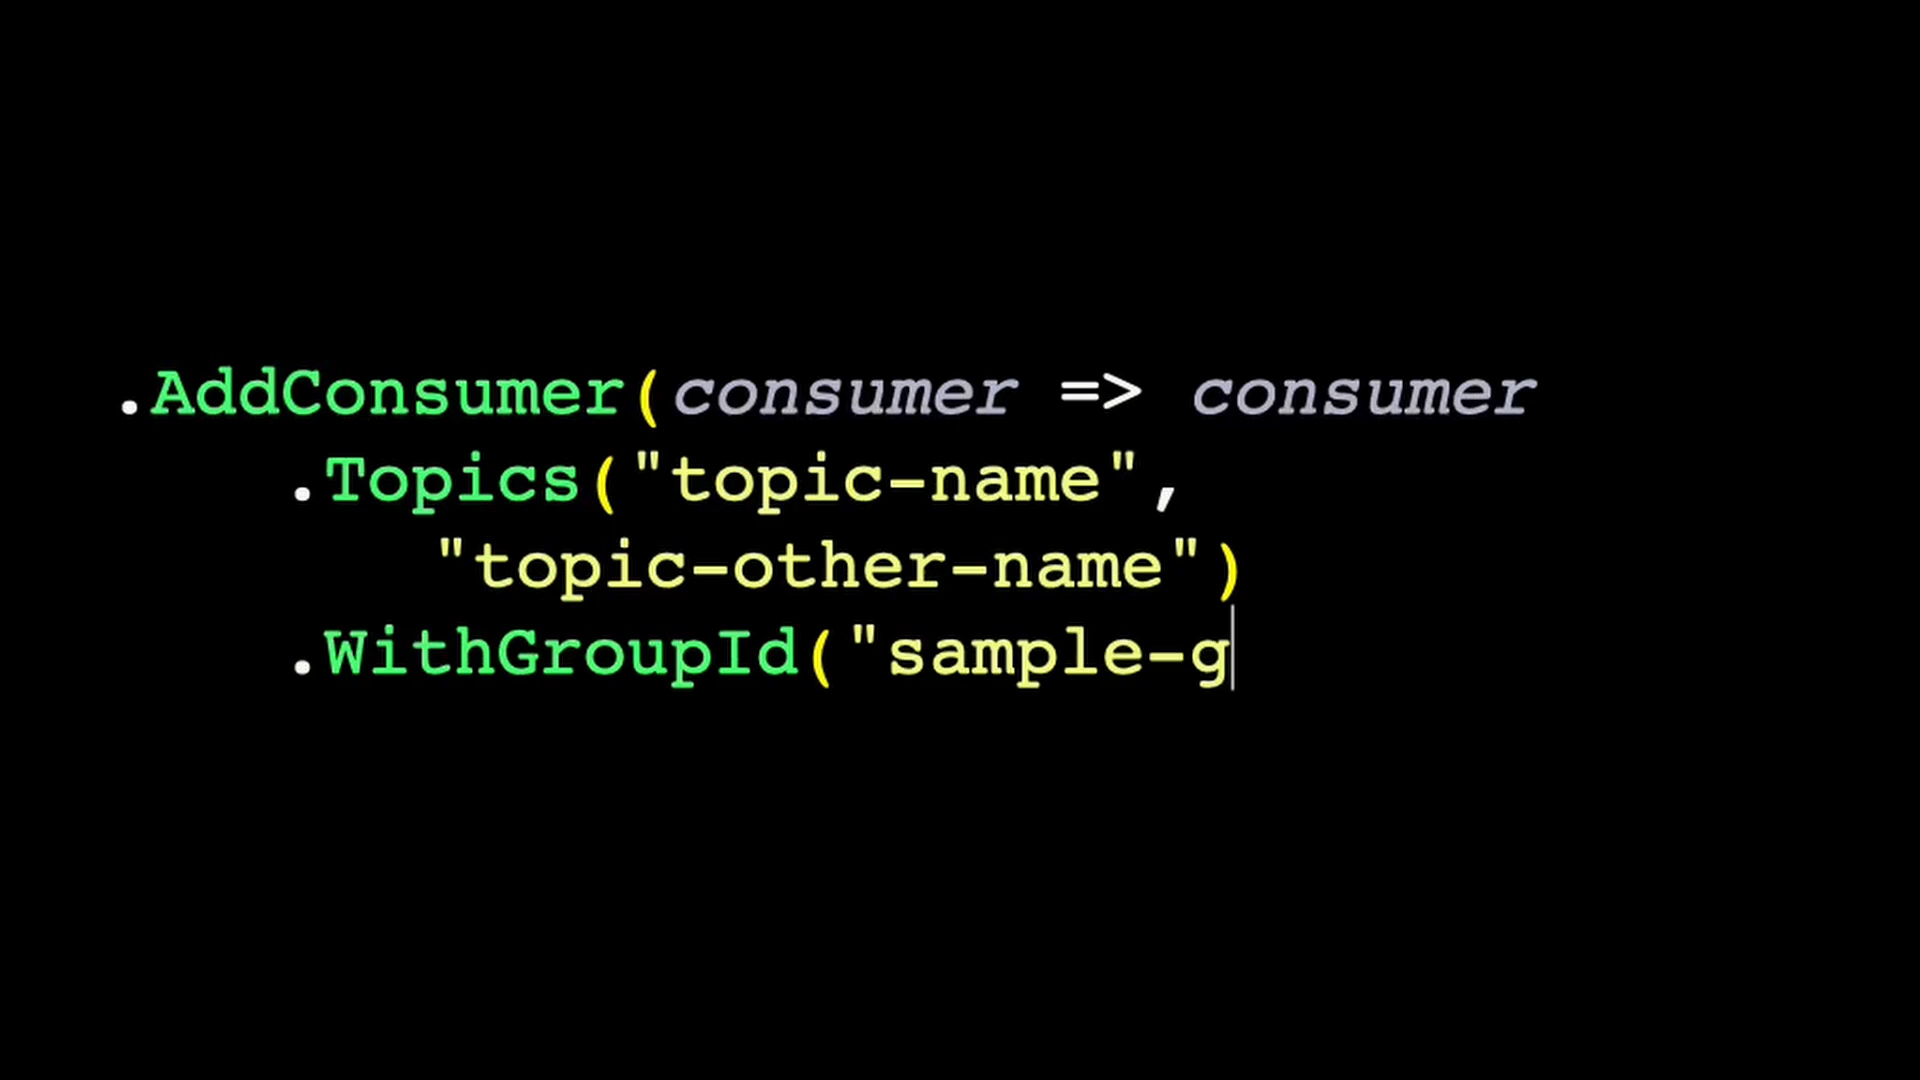 .AddConsumer(consumer => consumer
.Topics("topic-name",
"topic-other-name")
.WithGroupId("sample-g